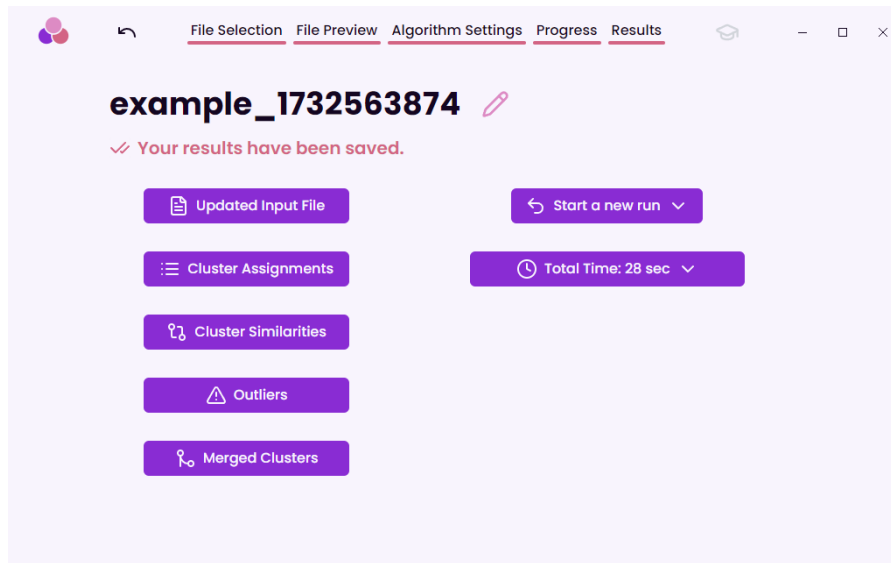 File Selection File Preview Algorithm Settings Progress Results
example_1732563874
Your results have been saved.
Updated Input File
Cluster Assignments
Cluster Similarities
Outliers
Merged Clusters
Start a new run
Total Time: 28 sec